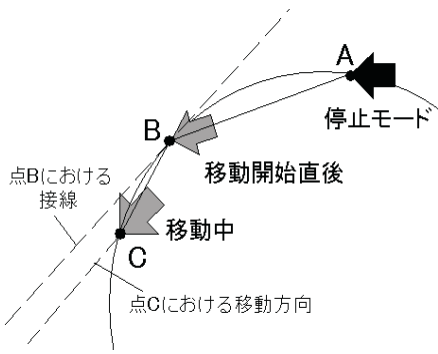 A
停止モード
B
移動開始直後
点Bにおける
接線
移動中
C
点Cにおける移動方向